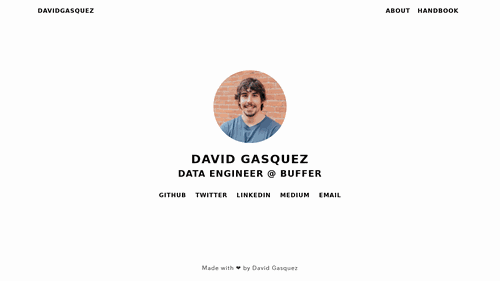 DAVIDGASQUEZ
ABOUT HANDBOOK
DAVID GASQUEZ
DATA ENGINEER @ BUFFER
GITHUB TWITTER LINKEDIN MEDIUM EMAIL
Made with ❤ by David Gasquez